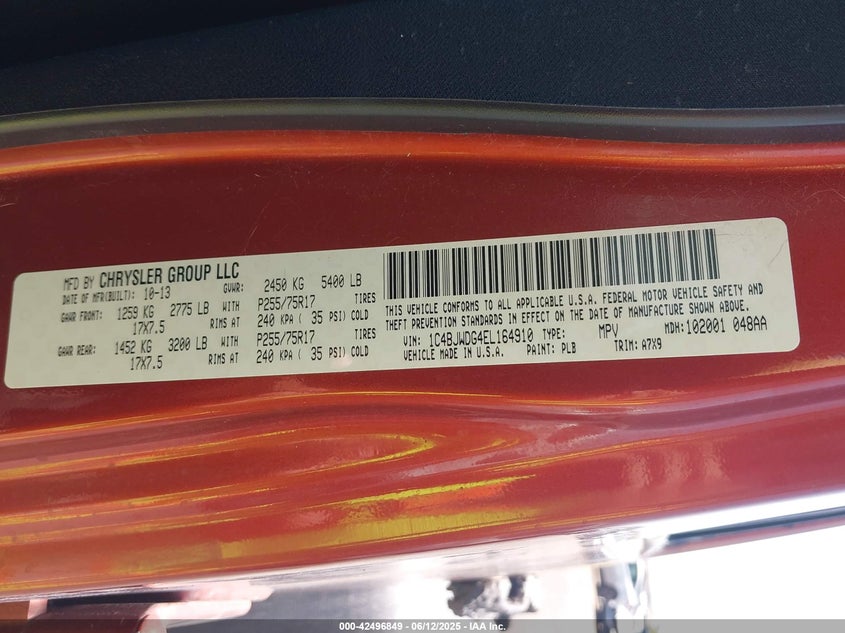 MFD BY CHRYSLER GROUP LLC
DATE OF MFR(BUILT): 10-13 GVWR: 2450 KG 5400 LB
GAWR FRONT: 1259 KG 2775 LB WITH P255/75R17 TIRES
17X7.5 RIMS AT 240 KPA ( 35 PSI) COLD
GAWR REAR: 1452 KG 3200 LB WITH P255/75R17 TIRES
17X7.5 RIMS AT 240 KPA ( 35 PSI) COLD
THIS VEHICLE CONFORMS TO ALL APPLICABLE U.S.A. FEDERAL MOTOR VEHICLE SAFETY AND
THEFT PREVENTION STANDARDS IN EFFECT ON THE DATE OF MANUFACTURE SHOWN ABOVE.
VIN: 1C4BJWDG4EL164910 TYPE: MPV MDH: 102001 048AA
VEHICLE MADE IN U.S.A. PAINT: PLB TRIM: A7X9
000-42496849 - 06/12/2025 - IAA Inc.